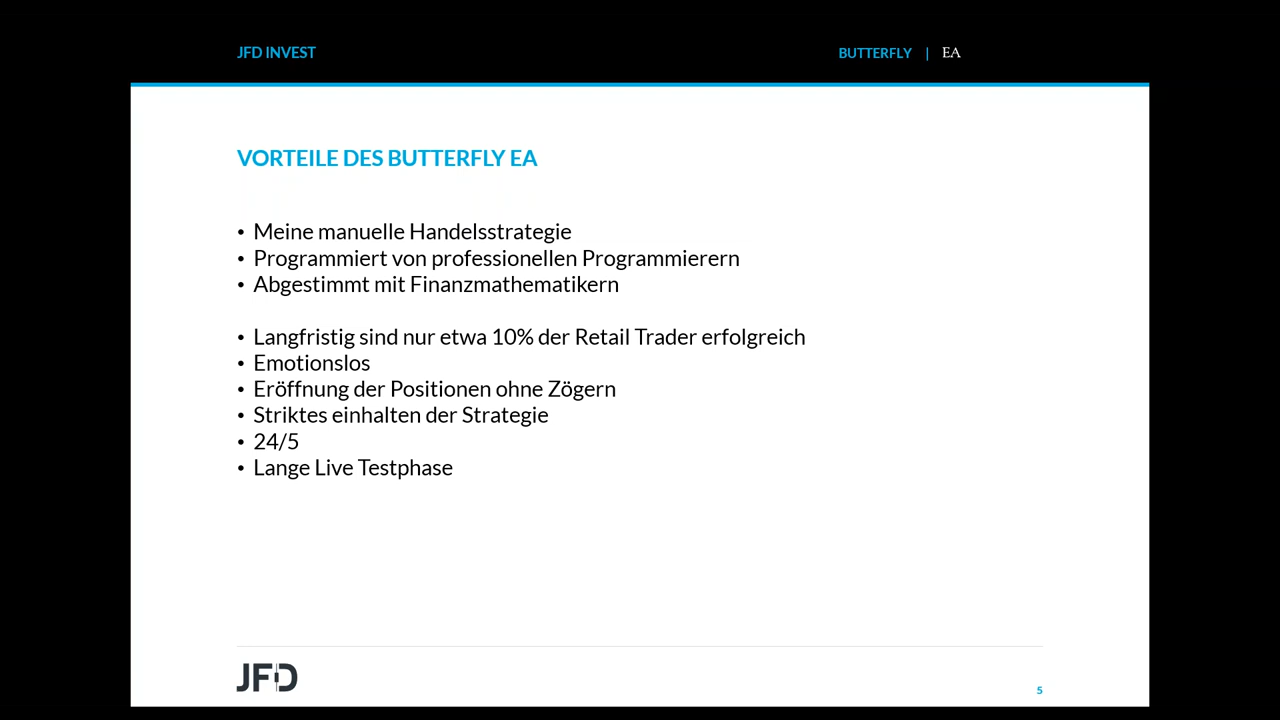 JFD INVEST
BUTTERFLY | EA
VORTEILE DES BUTTERFLY EA
• Meine manuelle Handelsstrategie
• Programmiert von professionellen Programmierern
• Abgestimmt mit Finanzmathematikern
• Langfristig sind nur etwa 10% der Retail Trader erfolgreich
• Emotionslos
• Eröffnung der Positionen ohne Zögern
• Striktes einhalten der Strategie
• 24/5
• Lange Live Testphase
JFD
5